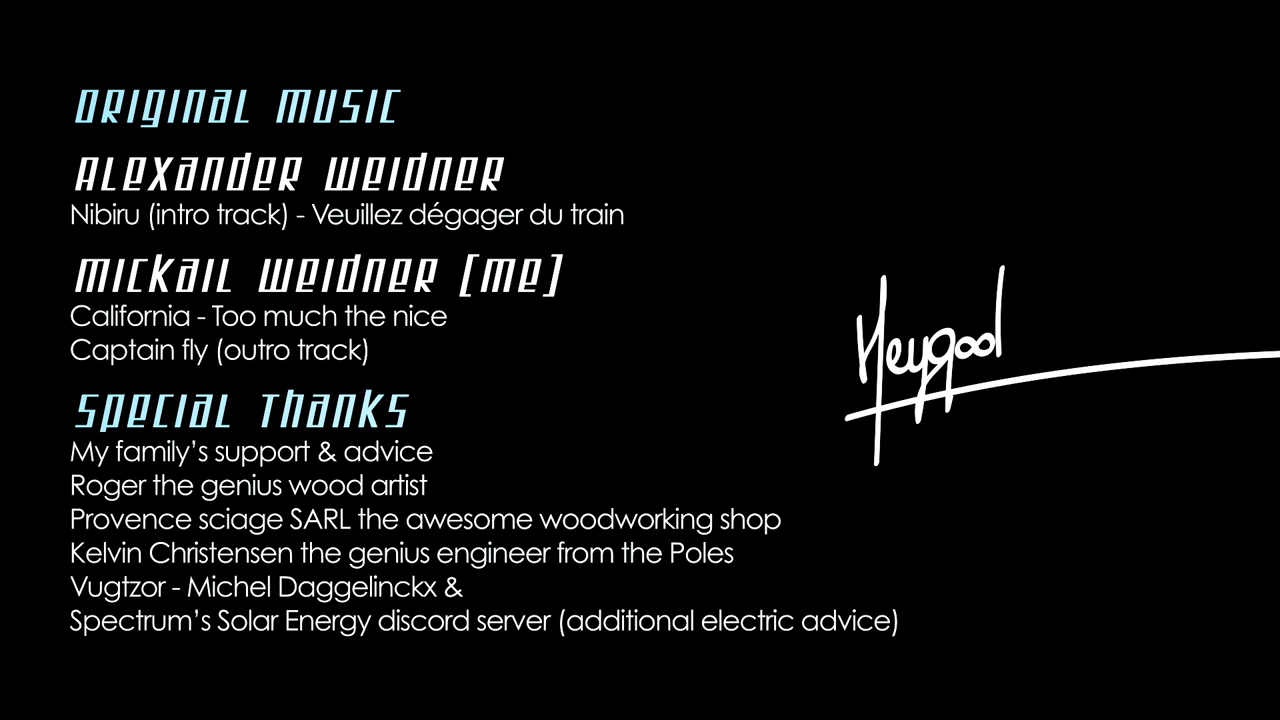 ORIGINAL MUSIC
ALEXANDER WEIDNER
Nibiru (intro track) - Veuillez dégager du train
MICKAIL WEIDNER [ME]
California - Too much the nice
Captain fly (outro track)
SPECIAL THANKS
My family’s support & advice
Roger the genius wood artist
Provence sciage SARL the awesome woodworking shop
Kelvin Christensen the genius engineer from the Poles
Vugtzor - Michel Daggelinckx &
Spectrum’s Solar Energy discord server (additional electric advice)
Heygool